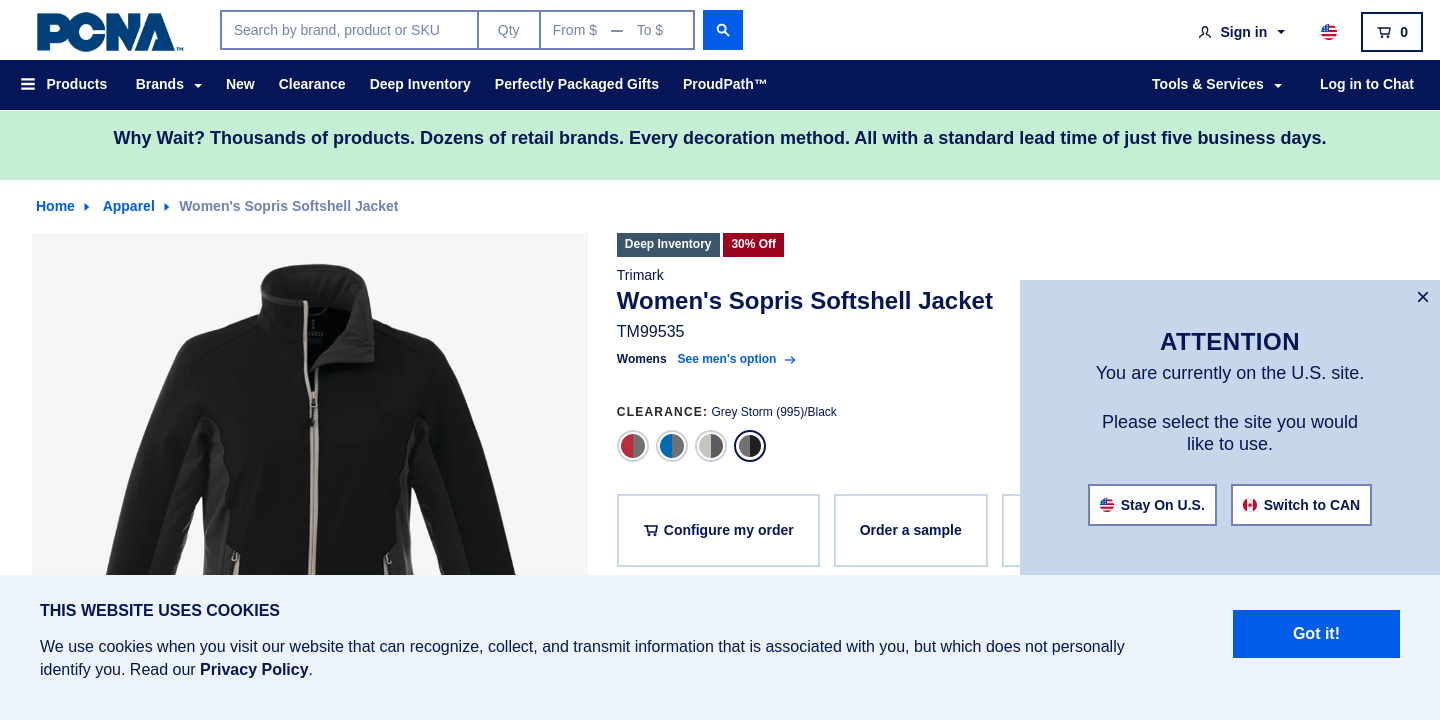 PCNA™
Search by brand, product or SKU
Qty
From $ — To $
Sign in
0
Products
Brands
New
Clearance
Deep Inventory
Perfectly Packaged Gifts
ProudPath™
Tools & Services
Log in to Chat
Why Wait? Thousands of products. Dozens of retail brands. Every decoration method. All with a standard lead time of just five business days.
Home
Apparel
Women's Sopris Softshell Jacket
Deep Inventory
30% Off
Trimark
Women's Sopris Softshell Jacket
TM99535
Womens See men's option
CLEARANCE: Grey Storm (995)/Black
Configure my order
Order a sample
×
ATTENTION
You are currently on the U.S. site.
Please select the site you would
like to use.
Stay On U.S.
Switch to CAN
THIS WEBSITE USES COOKIES
We use cookies when you visit our website that can recognize, collect, and transmit information that is associated with you, but which does not personally
identify you. Read our Privacy Policy.
Got it!